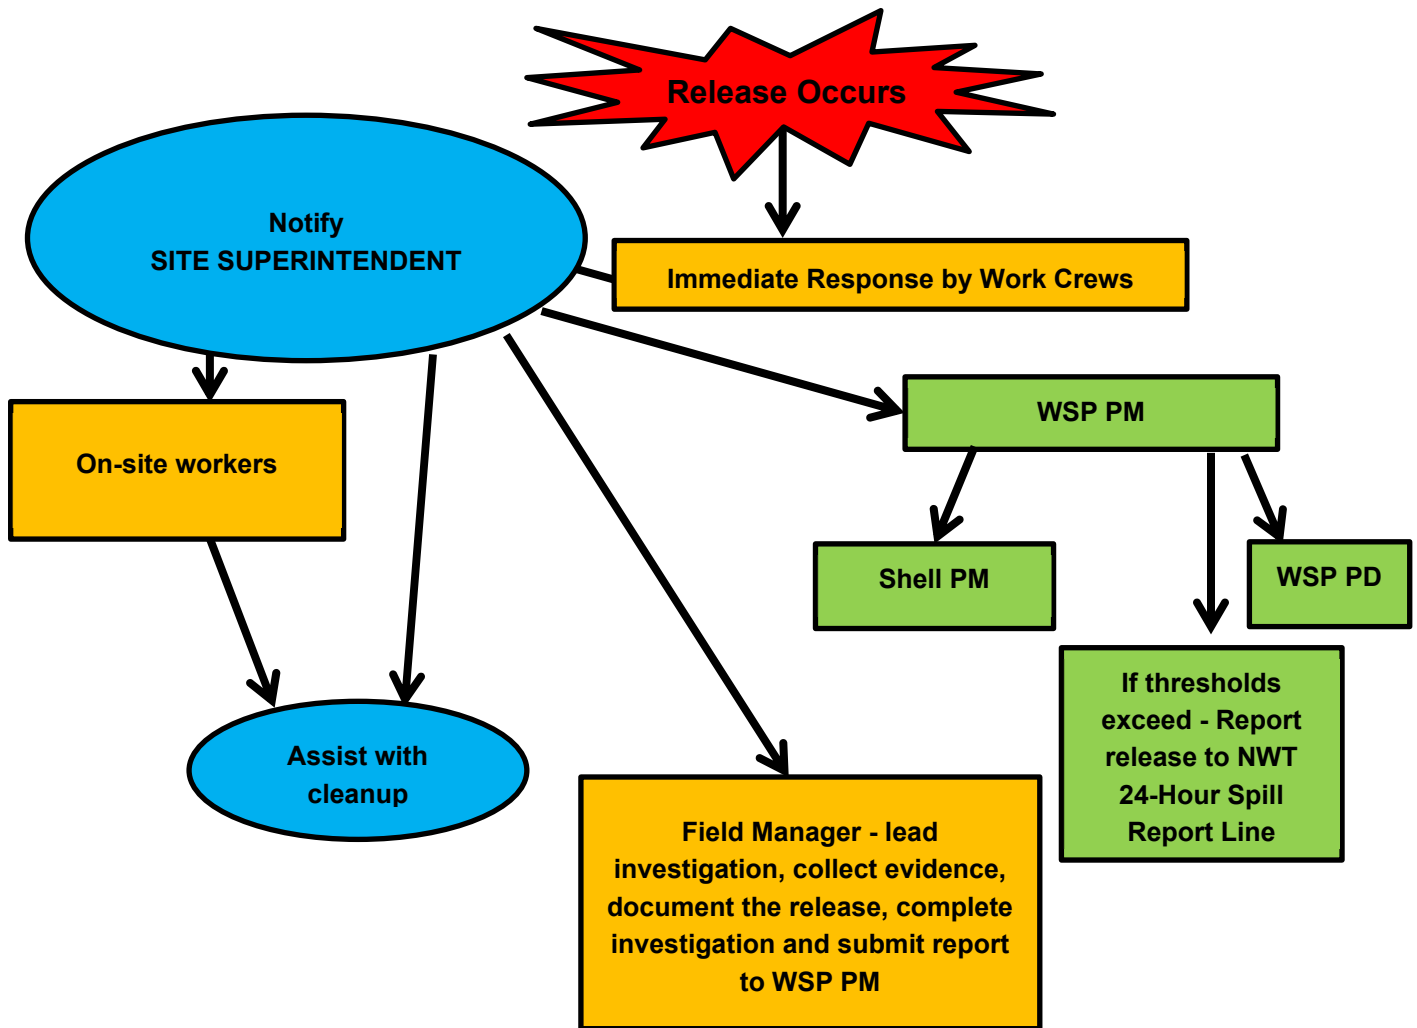 Release Occurs
Notify
SITE SUPERINTENDENT
Immediate Response by Work Crews
WSP PM
On-site workers
Shell PM
WSP PD
If thresholds
exceed - Report
release to NWT
24-Hour Spill
Report Line
Assist with
cleanup
Field Manager - lead
investigation, collect evidence,
document the release, complete
investigation and submit report
to WSP PM